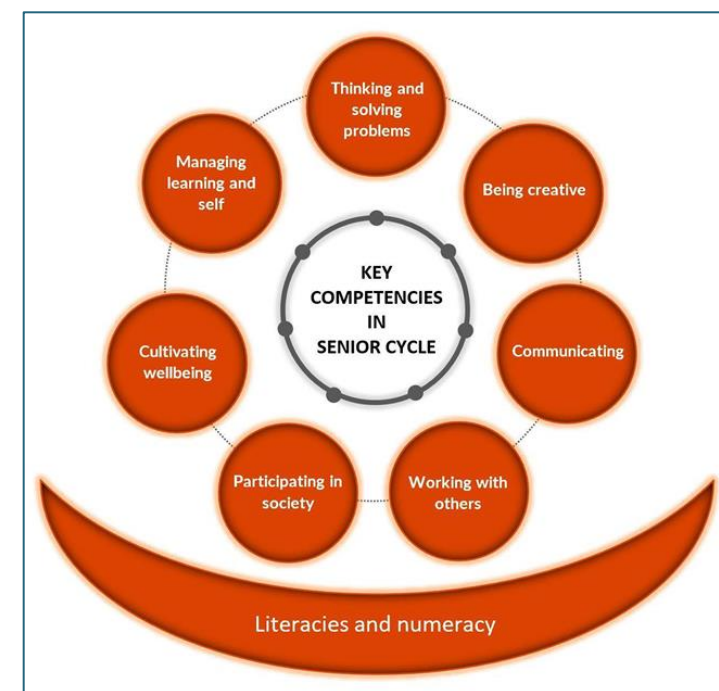 Thinking and
solving
problems
Being creative
Communicating
Working with
others
Participating in
society
Cultivating
wellbeing
Managing
learning and
self
KEY
COMPETENCIES
IN
SENIOR CYCLE
Literacies and numeracy